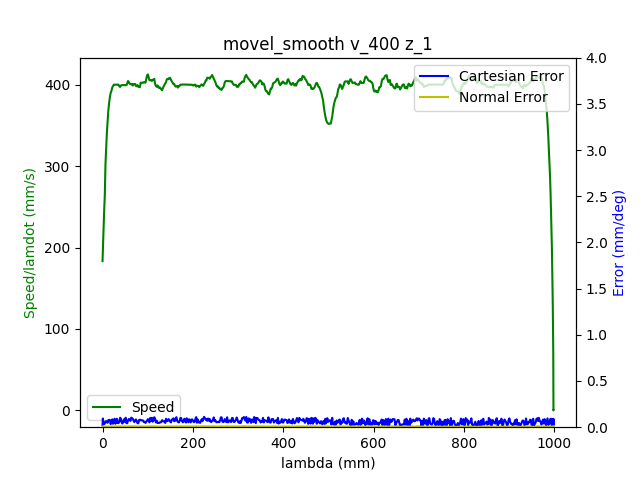 movel_smooth v_400 z_1
Cartesian Error
Normal Error
Speed
Speed/lamdot (mm/s)
400
300
200
100
0
4.0
3.5
3.0
2.5
2.0
1.5
1.0
0.5
0.0
Error (mm/deg)
0 200 400 600 800 1000
lambda (mm)